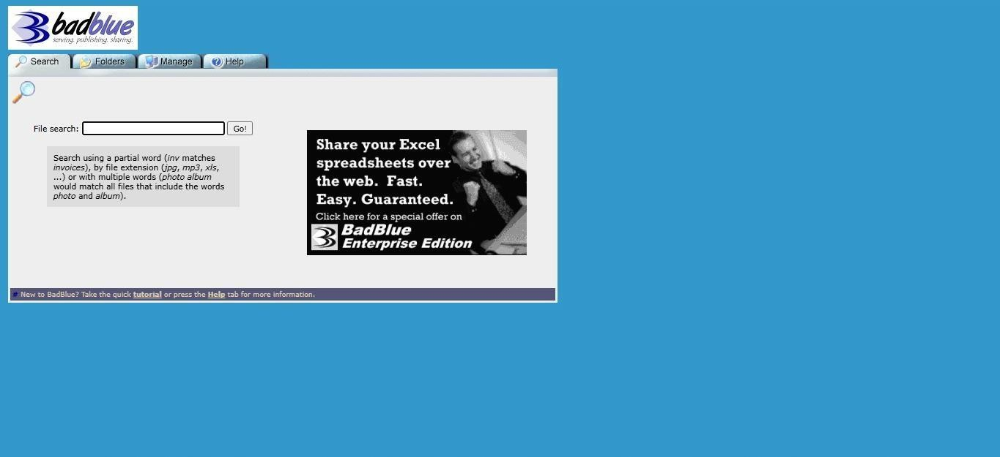 badblue
serving. publishing. sharing.
Search Folders Manage Help
File search: Go!
Search using a partial word (inv matches
invoices), by file extension (jpg, mp3, xls,
...) or with multiple words (photo album
would match all files that include the words
photo and album).
Share your Excel
spreadsheets over
the web. Fast.
Easy. Guaranteed.
Click here for a special offer on
BadBlue
Enterprise Edition
# New to BadBlue? Take the quick tutorial or press the Help tab for more information.